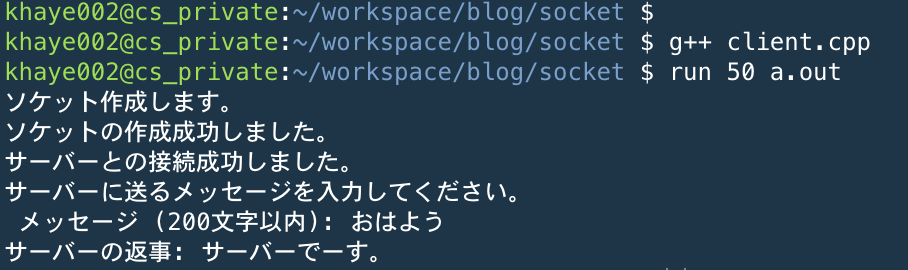 khaye002@cs_private:~/workspace/blog/socket $
khaye002@cs_private:~/workspace/blog/socket $ g++ client.cpp
khaye002@cs_private:~/workspace/blog/socket $ run 50 a.out
ソケット作成します。
ソケットの作成成功しました。
サーバーとの接続成功しました。
サーバーに送るメッセージを入力してください。
メッセージ (200文字以内): おはよう
サーバーの返事: サーバーでーす。